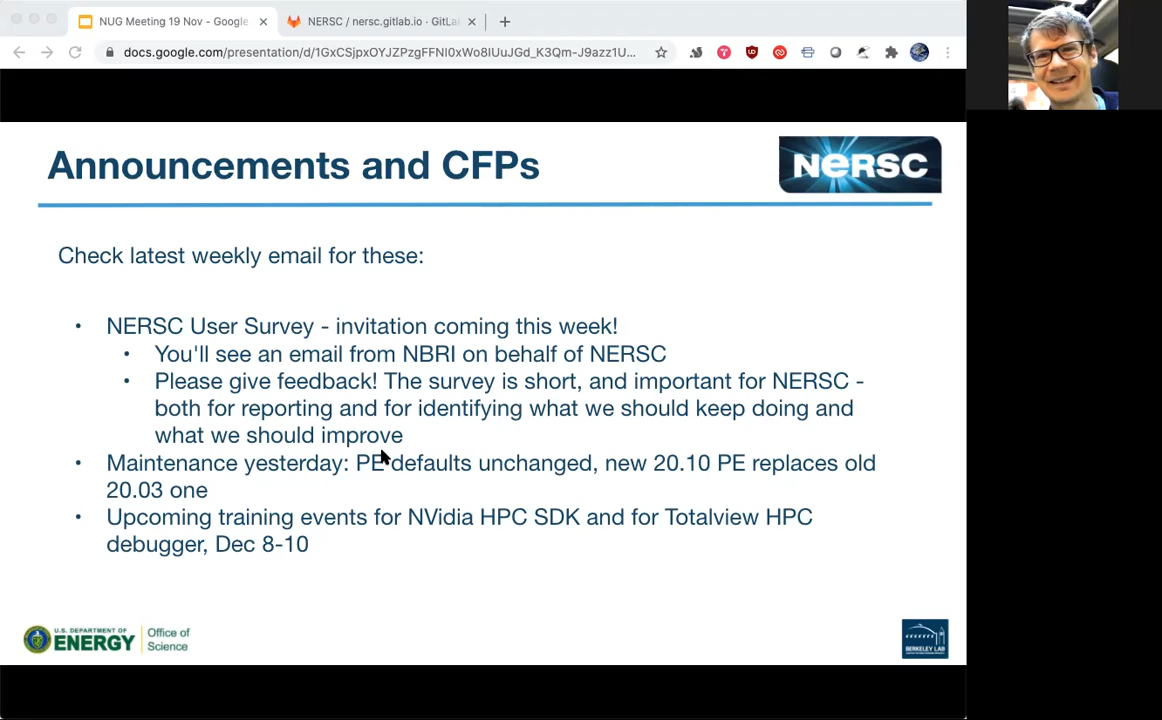 NUG Meeting 19 Nov - Google
NERSC / nersc.gitlab.io · GitLa
docs.google.com/presentation/d/1GxCSjpxOYJZPzgFFNl0xWo8lUuJGd_K3Qm-J9azz1U...
Announcements and CFPs
NERSC
Check latest weekly email for these:
• NERSC User Survey - invitation coming this week!
• You'll see an email from NBRI on behalf of NERSC
• Please give feedback! The survey is short, and important for NERSC -
both for reporting and for identifying what we should keep doing and
what we should improve
• Maintenance yesterday: PE defaults unchanged, new 20.10 PE replaces old
20.03 one
• Upcoming training events for NVidia HPC SDK and for Totalview HPC
debugger, Dec 8-10
U.S. DEPARTMENT OF
ENERGY
Office of
Science
BERKELEY LAB